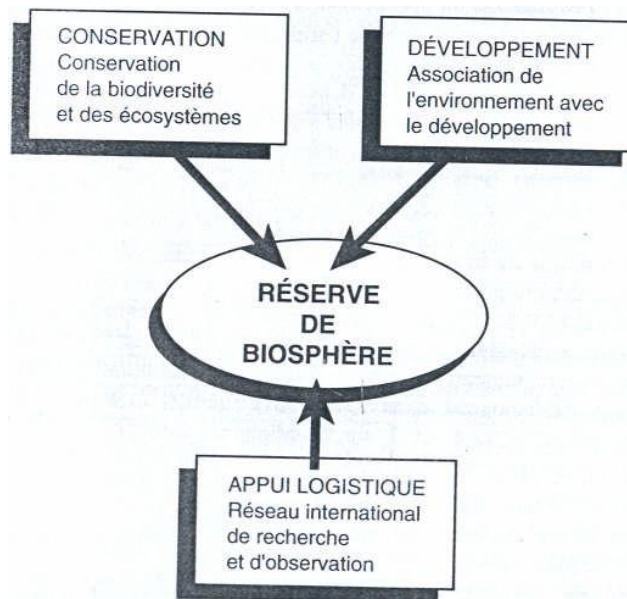 CONSERVATION
Conservation
de la biodiversité
et des écosystèmes
DÉVELOPPEMENT
Association de
l'environnement avec
le développement
RÉSERVE
DE
BIOSPHÈRE
APPUI LOGISTIQUE
Réseau international
de recherche
et d'observation